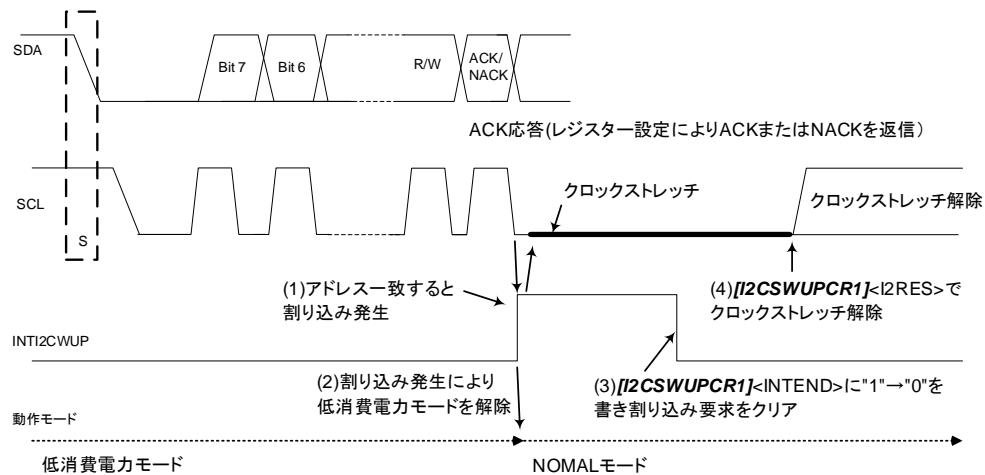 SDA
Bit 7
Bit 6
R/W
ACK/
NACK
ACK応答(レジスター設定によりACKまたはNACKを返信）
SCL
S
クロックストレッチ
クロックストレッチ解除
(1)アドレス一致すると
割り込み発生
(4)[I2CSWUPCR1]<I2RES>で
クロックストレッチ解除
INTI2CWUP
(2)割り込み発生により
低消費電力モードを解除
(3)[I2CSWUPCR1]<INTEND>に"1"→"0"を
書き割り込み要求をクリア
動作モード
低消費電力モード
NOMALモード